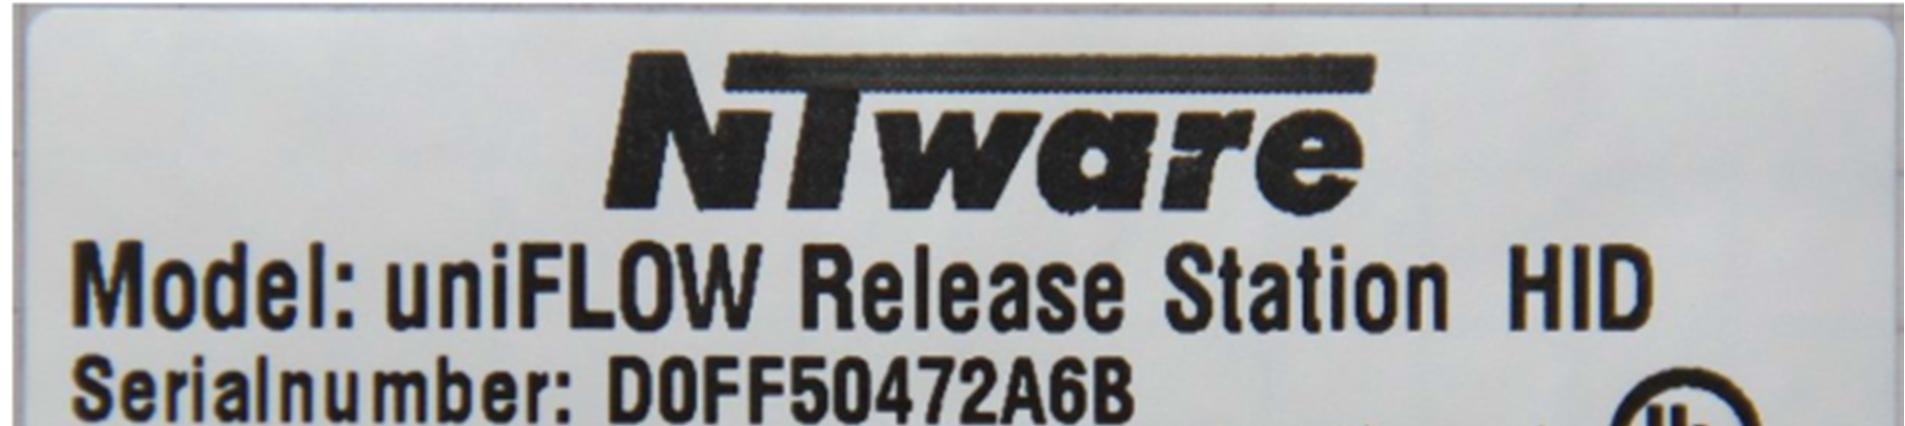 NTware
Model: uniFLOW Release Station HID
Serialnumber: D0FF50472A6B